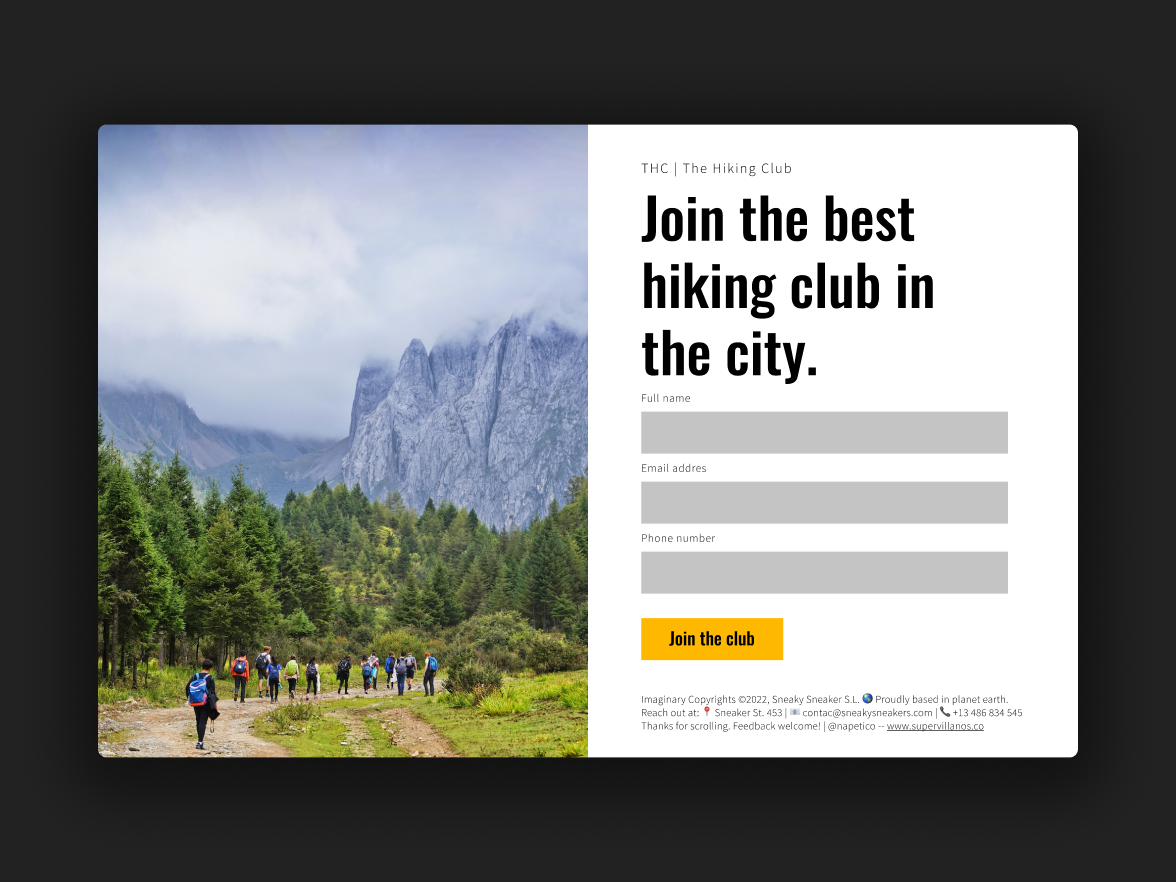 THC | The Hiking Club
Join the best
hiking club in
the city.
Full name
Email addres
Phone number
Join the club
Imaginary Copyrights ©2022, Sneaky Sneaker S.L. 🌎 Proudly based in planet earth.
Reach out at: 📍 Sneaker St. 453 | 📧 contac@sneakysneakers.com | 📞 +13 486 834 545
Thanks for scrolling. Feedback welcome! | @napetico -- www.supervillanos.co